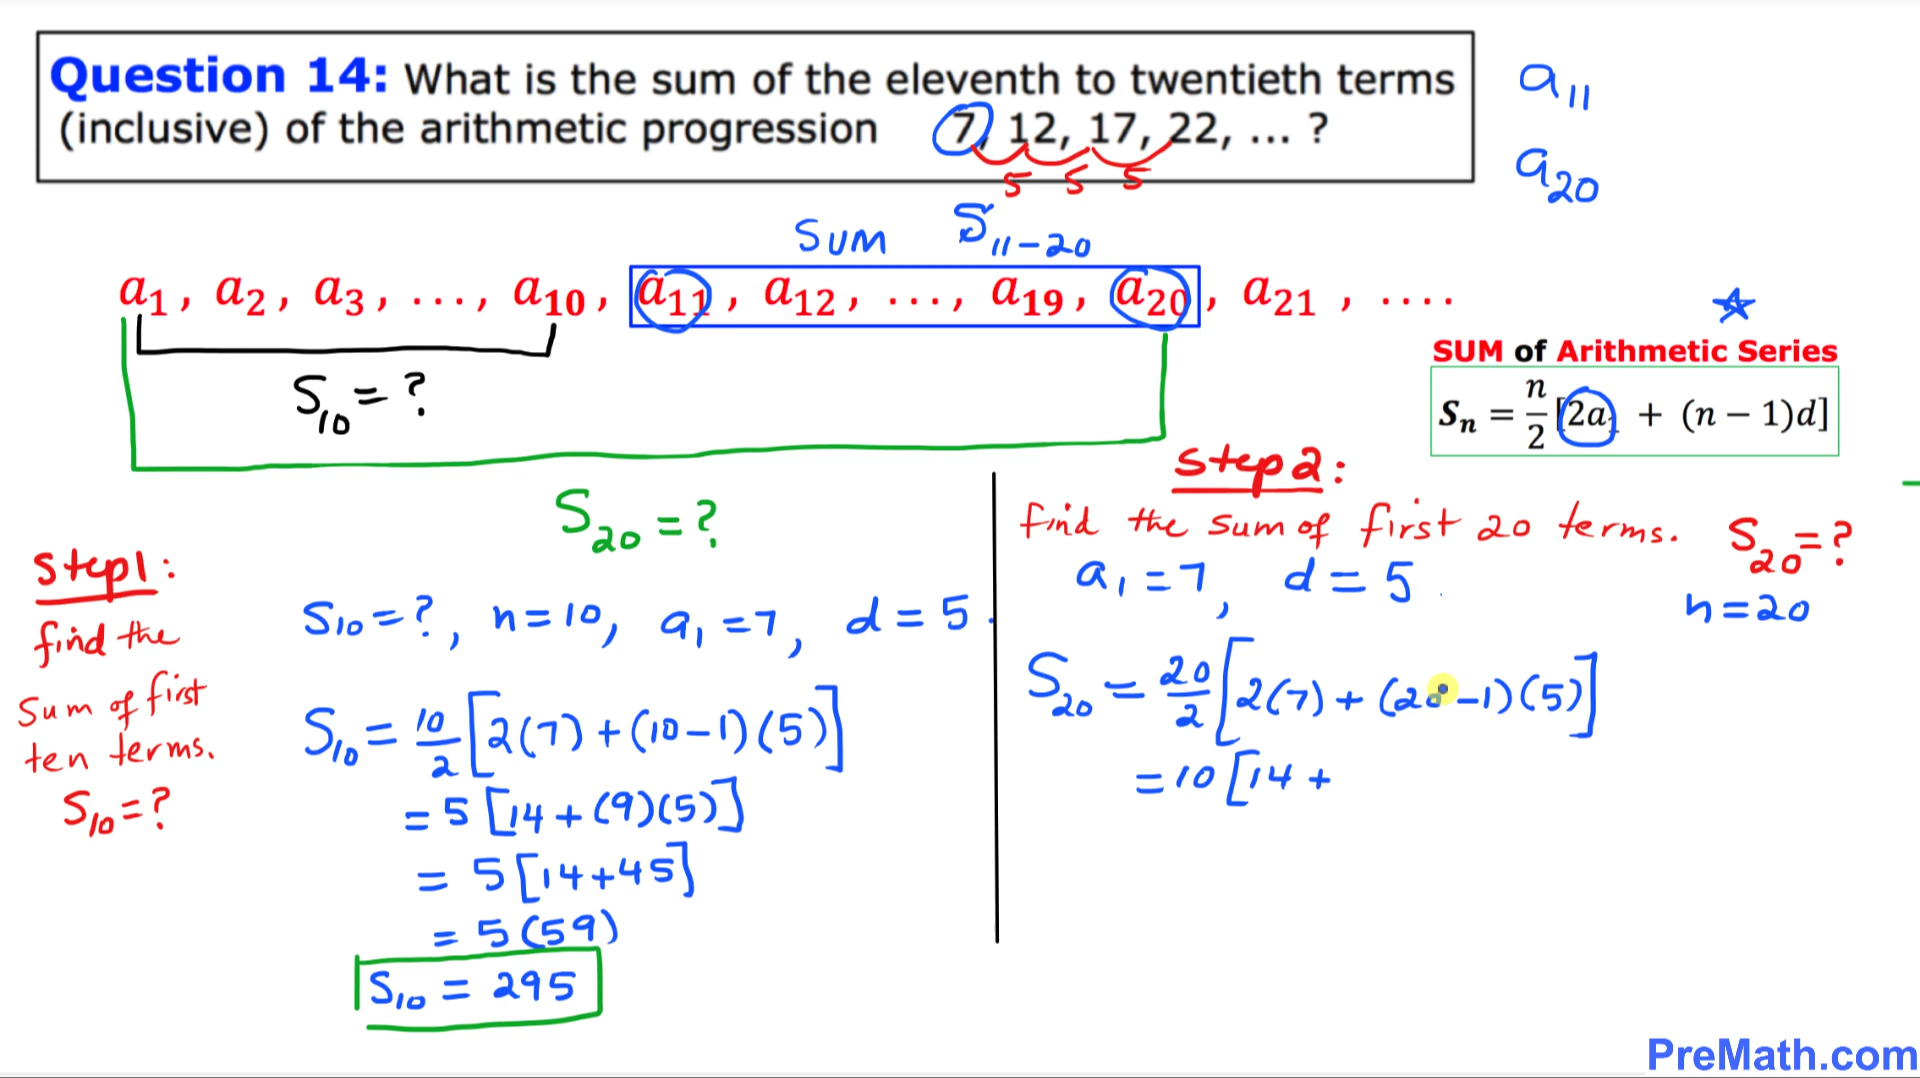 Question 14: What is the sum of the eleventh to twentieth terms
(inclusive) of the arithmetic progression 7, 12, 17, 22, ... ?
a11
a20
5 5 5
Sum S11-20
a1, a2, a3, ..., a10, a11, a12, ..., a19, a20, a21, ....
S10 = ?
S20 = ?
SUM of Arithmetic Series
Sn = n/2 [2a1 + (n − 1)d]
Step1:
find the
sum of first
ten terms.
S10 = ?
S10 = ?, n = 10, a1 = 7, d = 5.
S10 = 10/2 [2(7) + (10-1)(5)]
= 5 [14 + (9)(5)]
= 5 [14+45]
= 5(59)
S10 = 295
Step2:
find the sum of first 20 terms. S20 = ?
a1 = 7, d = 5. n = 20
S20 = 20/2 [2(7) + (20-1)(5)]
= 10 [14 +
PreMath.com